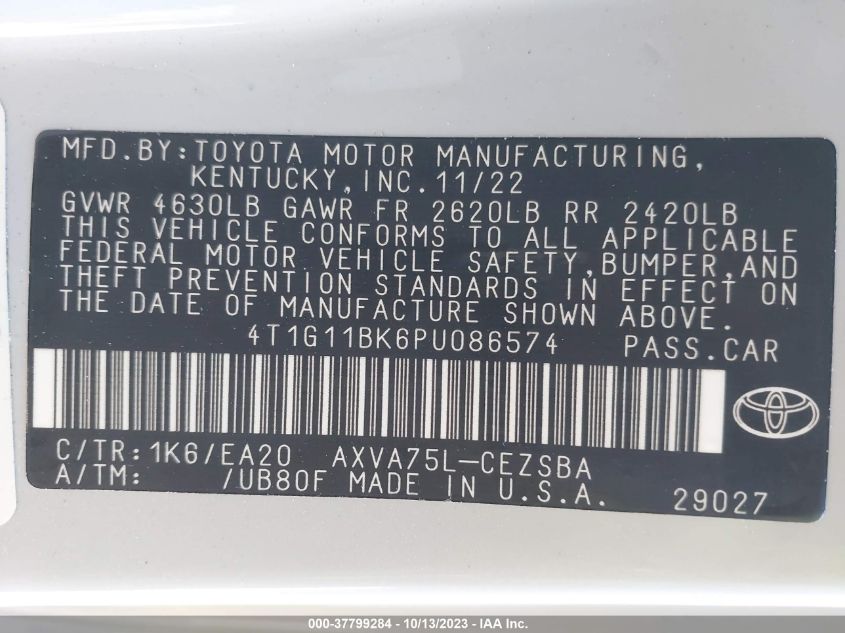 MFD.BY:TOYOTA MOTOR MANUFACTURING,
KENTUCKY,INC. 11/22
GVWR 4630LB GAWR FR 2620LB RR 2420LB
THIS VEHICLE CONFORMS TO ALL APPLICABLE
FEDERAL MOTOR VEHICLE SAFETY,BUMPER,AND
THEFT PREVENTION STANDARDS IN EFFECT ON
THE DATE OF MANUFACTURE SHOWN ABOVE.
4T1G11BK6PU086574 PASS.CAR
C/TR:1K6/EA20 AXVA75L-CEZSBA
A/TM: /UB80F MADE IN U.S.A. 29027
000-37799284 - 10/13/2023 - IAA Inc.